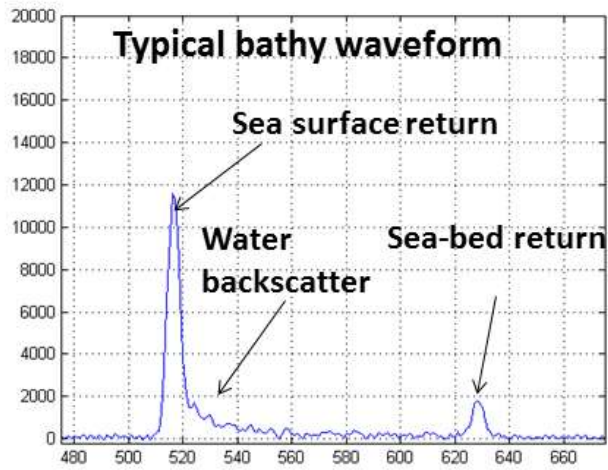 Typical bathy waveform
Sea surface return
Water
backscatter
Sea-bed return
20000
18000
16000
14000
12000
10000
8000
6000
4000
2000
0
480 500 520 540 560 580 600 620 640 660